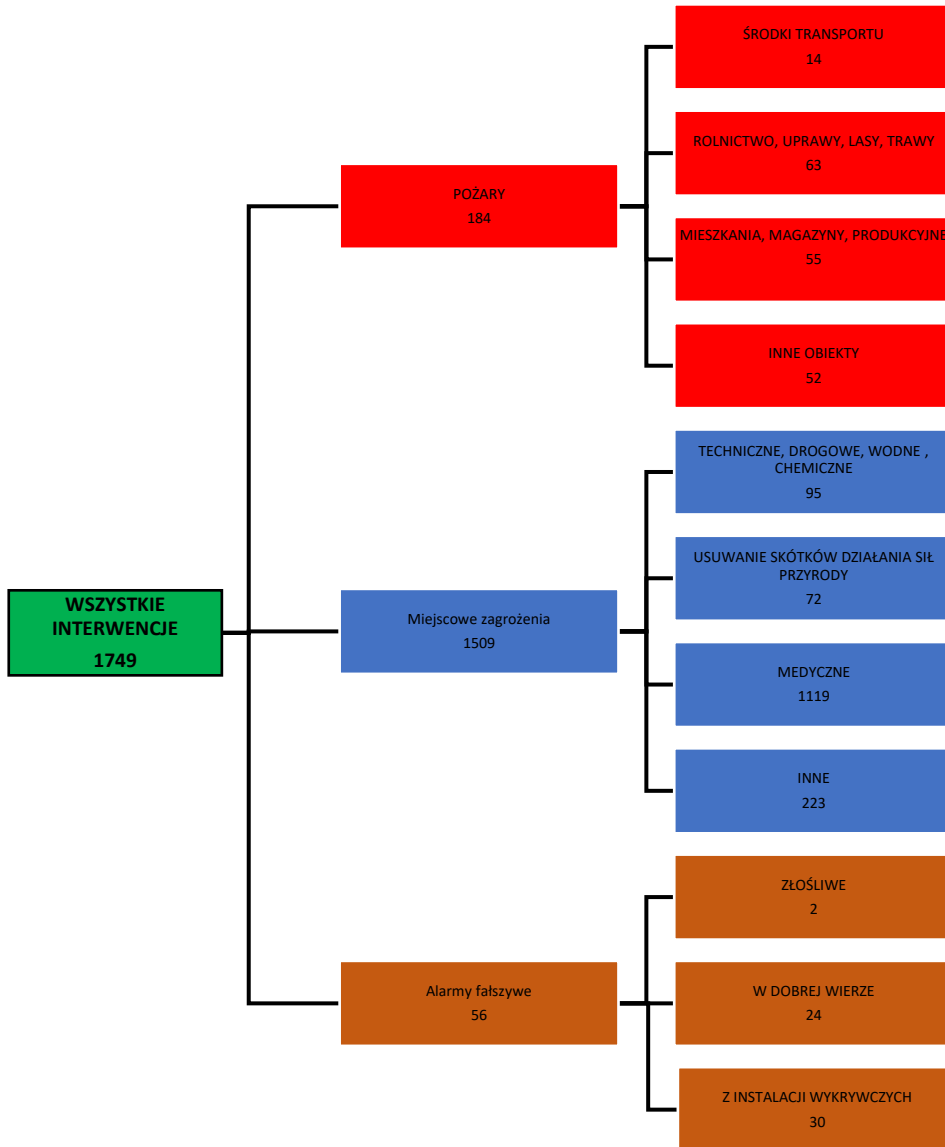 ŚRODKI TRANSPORTU
14
ROLNICTWO, UPRAWY, LASY, TRAWY
63
POŻARY
184
MIESZKANIA, MAGAZYNY, PRODUKCYJNE
55
INNE OBIEKTY
52
TECHNICZNE, DROGOWE, WODNE ,
CHEMICZNE
95
USUWANIE SKÓTKÓW DZIAŁANIA SIŁ
PRZYRODY
72
WSZYSTKIE
INTERWENCJE
1749
Miejscowe zagrożenia
1509
MEDYCZNE
1119
INNE
223
ZŁOŚLIWE
2
Alarmy fałszywe
56
W DOBREJ WIERZE
24
Z INSTALACJI WYKRYWCZYCH
30